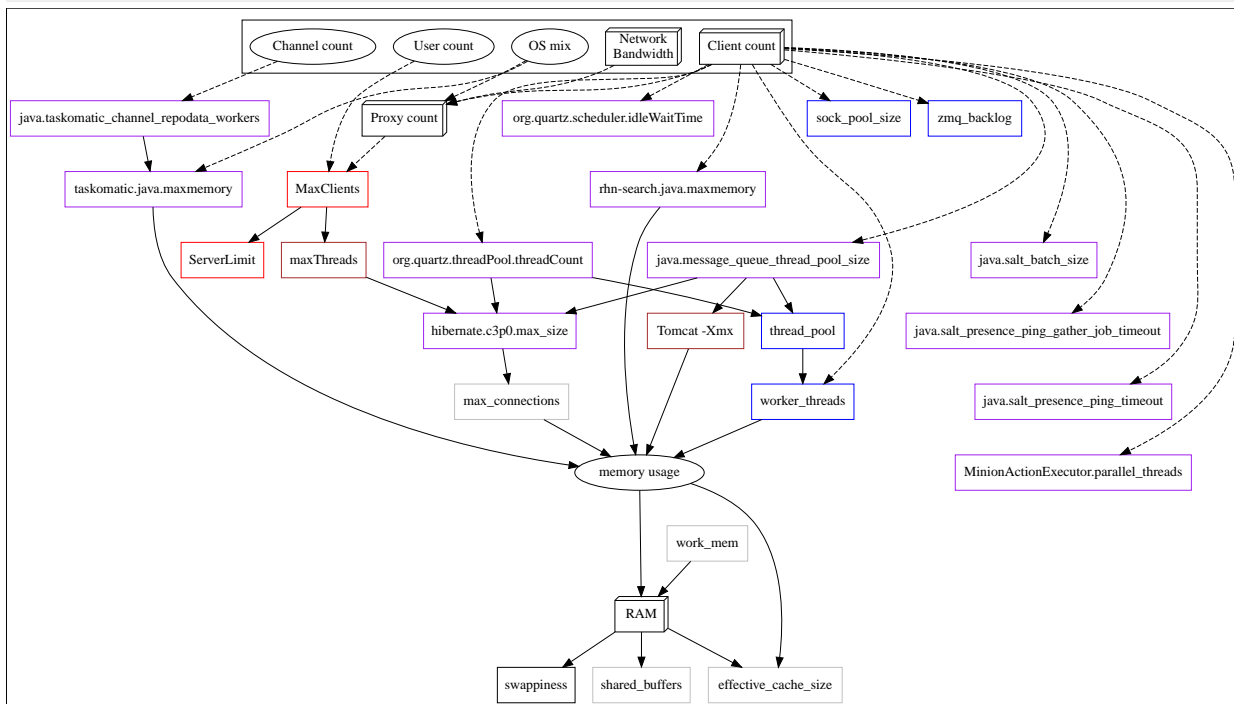 Channel count
User count
OS mix
Network
Bandwidth
Client count
java.taskomatic_channel_repodata_workers
Proxy count
org.quartz.scheduler.idleWaitTime
sock_pool_size
zmq_backlog
taskomatic.java.maxmemory
MaxClients
rhn-search.java.maxmemory
ServerLimit
maxThreads
org.quartz.threadPool.threadCount
java.message_queue_thread_pool_size
java.salt_batch_size
hibernate.c3p0.max_size
Tomcat -Xmx
thread_pool
java.salt_presence_ping_gather_job_timeout
max_connections
worker_threads
java.salt_presence_ping_timeout
memory usage
MinionActionExecutor.parallel_threads
work_mem
RAM
swappiness
shared_buffers
effective_cache_size